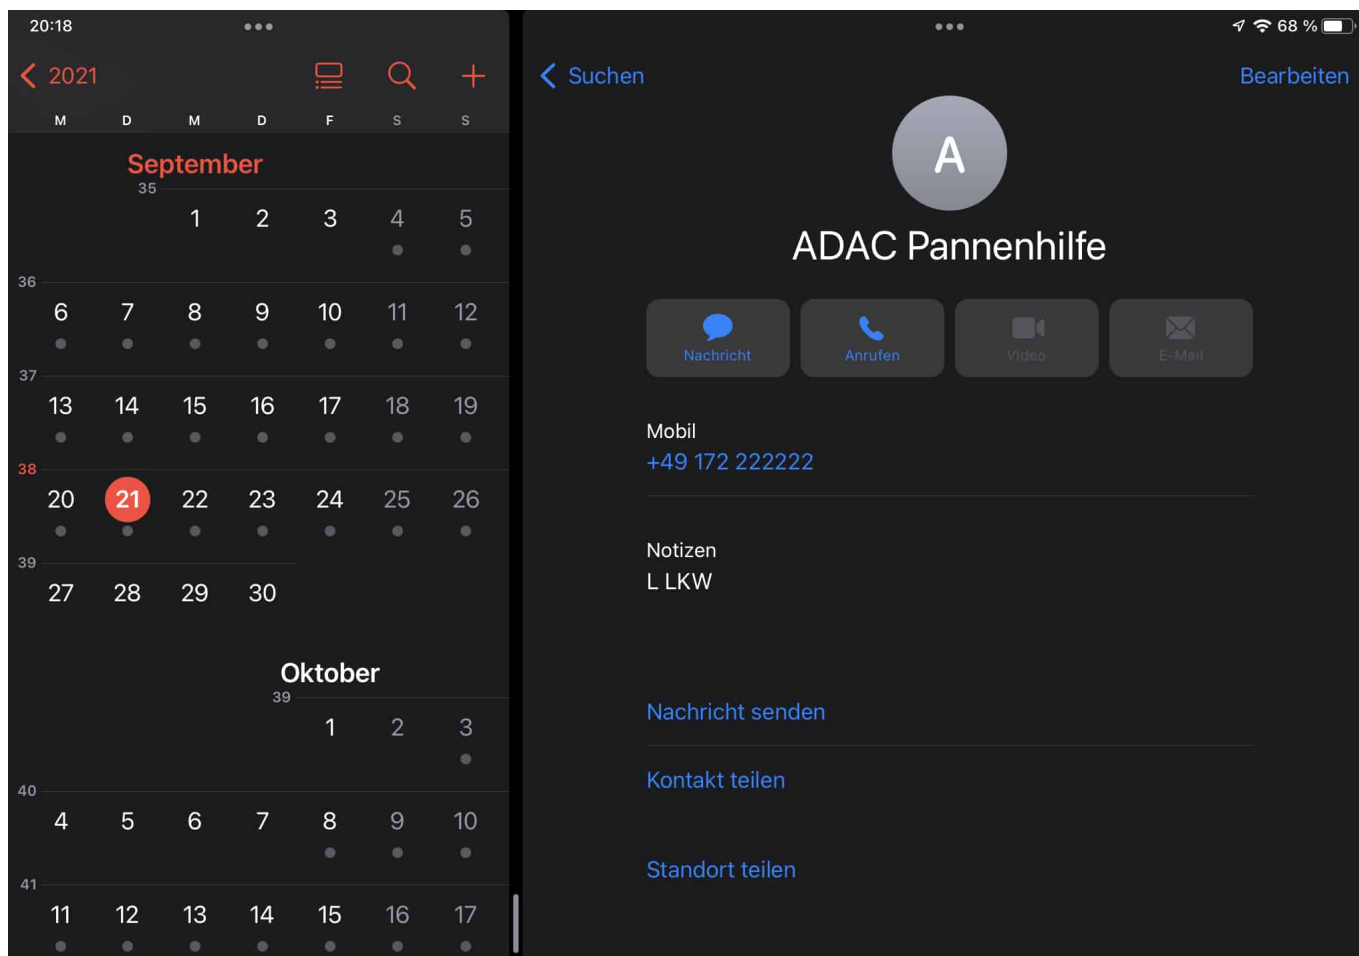 20:18
68 %
2021
M D M D F S S
September
35
1 2 3 4 5
36
6 7 8 9 10 11 12
37
13 14 15 16 17 18 19
38
20 21 22 23 24 25 26
39
27 28 29 30
Oktober
39
1 2 3
40
4 5 6 7 8 9 10
41
11 12 13 14 15 16 17
Suchen
Bearbeiten
A
ADAC Pannenhilfe
Nachricht Anrufen Video E-Mail
Mobil
+49 172 222222
Notizen
L LKW
Nachricht senden
Kontakt teilen
Standort teilen